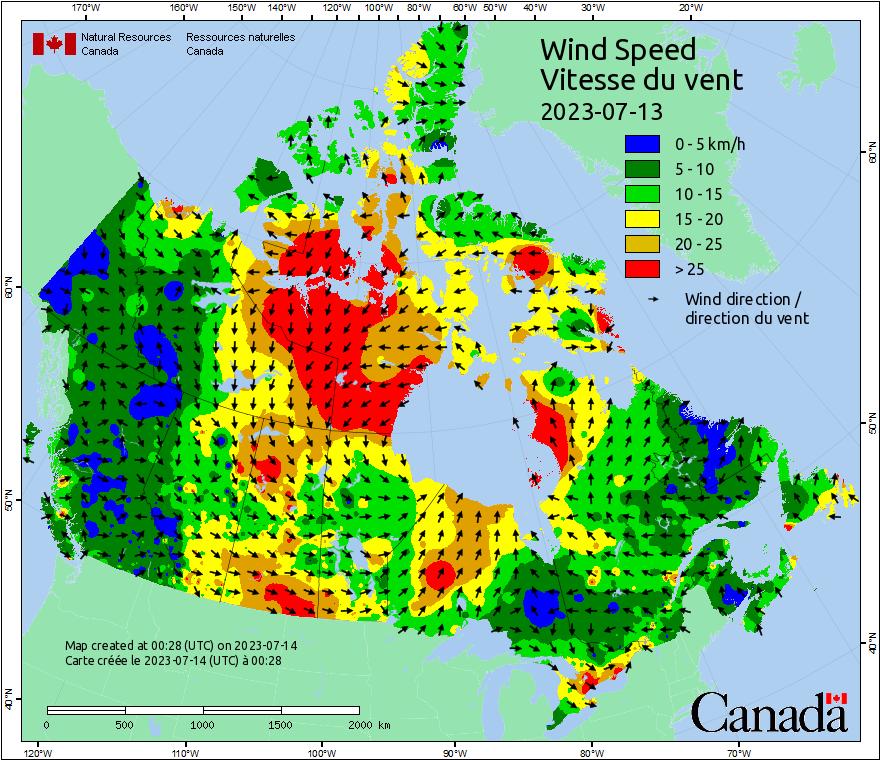 170°W 160°W 150°W 140°W 120°W 100°W 80°W 60°W 50°W 40°W 30°W 20°W
Natural Resources Ressources naturelles
Canada Canada
Wind Speed
Vitesse du vent
2023-07-13
0 - 5 km/h
5 - 10
10 - 15
15 - 20
20 - 25
> 25
Wind direction /
direction du vent
60°N
60°N
50°N
50°N
40°N
40°N
Map created at 00:28 (UTC) on 2023-07-14
Carte créée le 2023-07-14 (UTC) à 00:28
0 500 1000 1500 2000 km
Canada
120°W 110°W 100°W 90°W 80°W 70°W